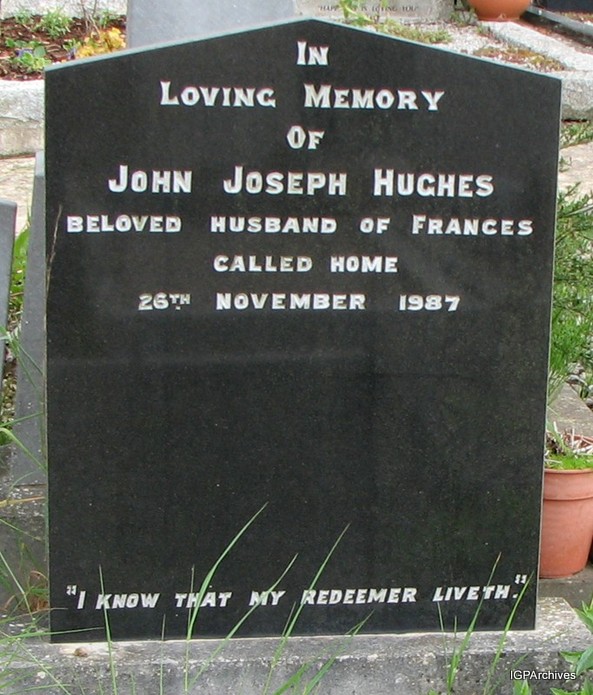 In
Loving Memory
Of
John Joseph Hughes
beloved husband of Frances
called home
26th November 1987
"I know that my Redeemer liveth."
IGPArchives